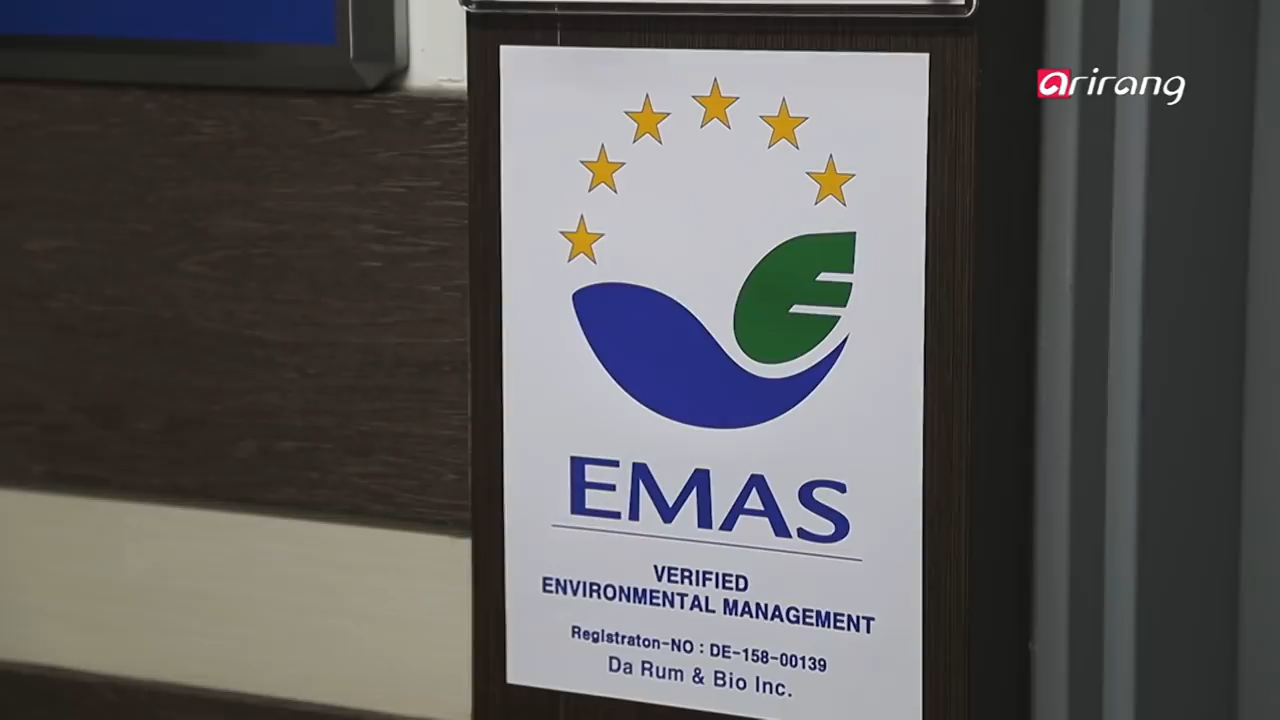 arirang
EMAS
VERIFIED
ENVIRONMENTAL MANAGEMENT
Registraton-NO : DE-158-00139
Da Rum & Bio Inc.